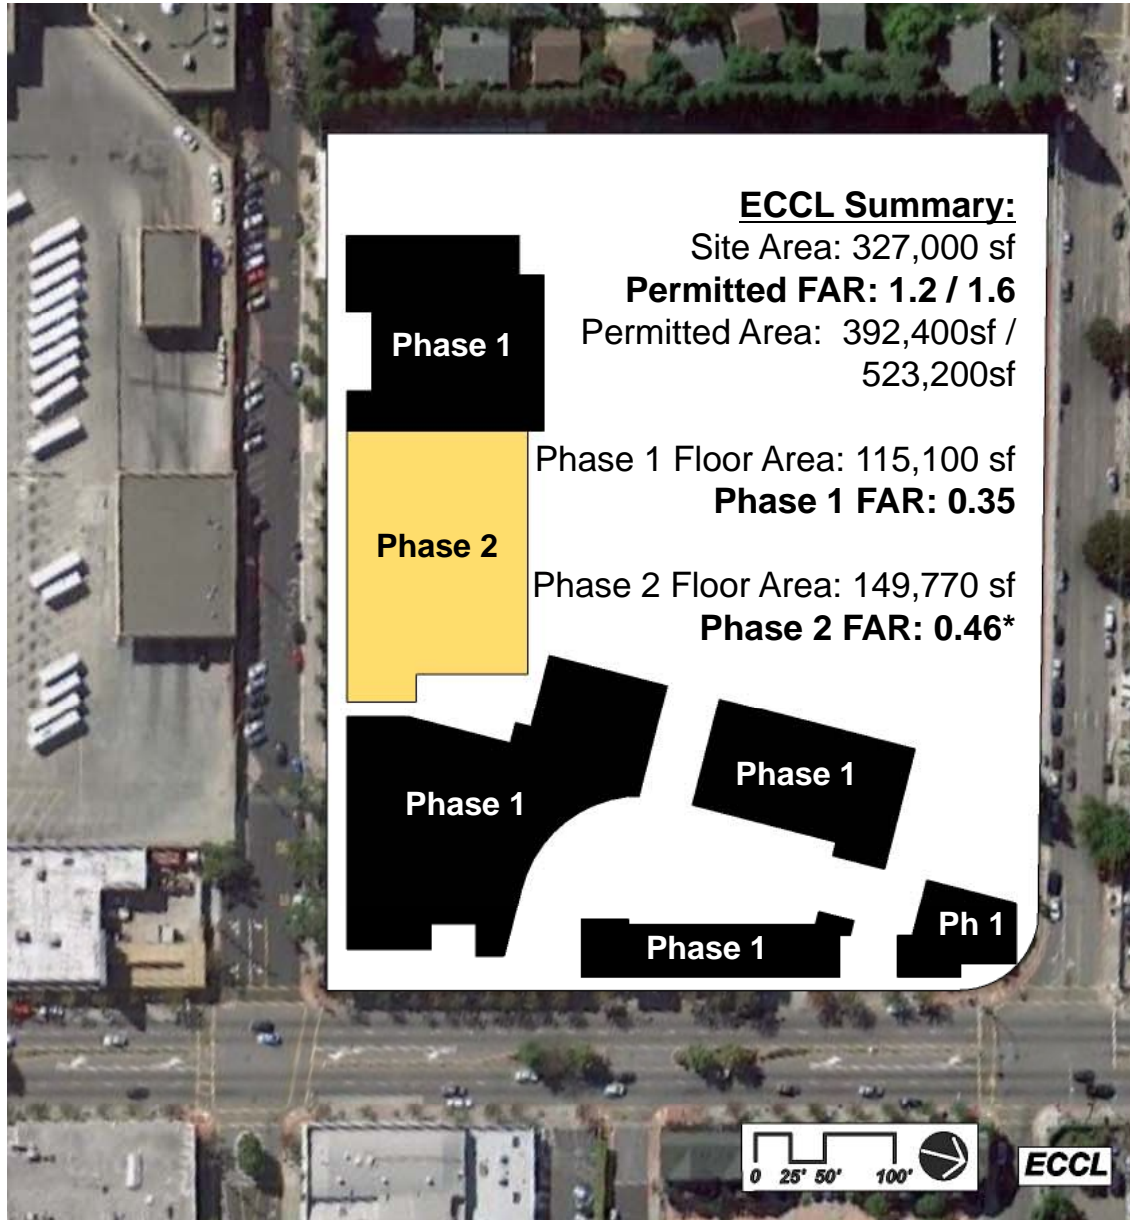 ECCL Summary:
Site Area: 327,000 sf
Permitted FAR: 1.2 / 1.6
Permitted Area: 392,400sf /
523,200sf
Phase 1
Phase 1 Floor Area: 115,100 sf
Phase 1 FAR: 0.35
Phase 2
Phase 2 Floor Area: 149,770 sf
Phase 2 FAR: 0.46*
Phase 1
Phase 1
Phase 1
Ph 1
7
0 25' 50' 100'
ECCL